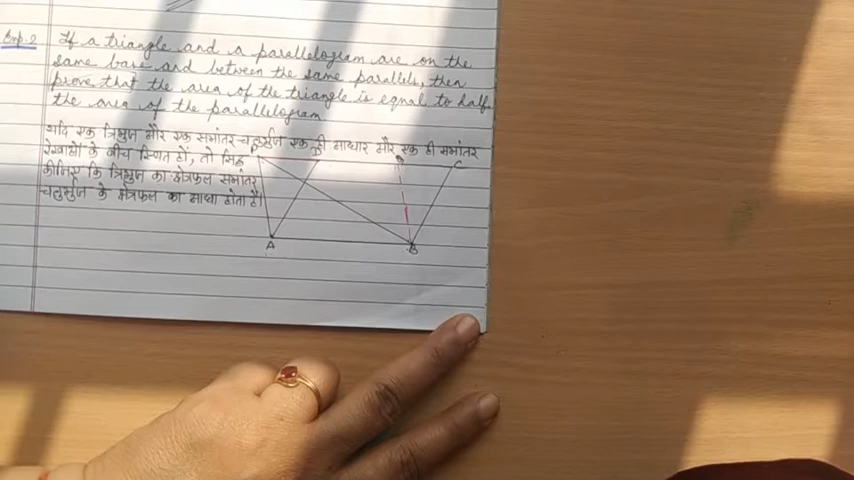 Exp.2 If a triangle and a parallelogram are on the
same base and between the same parallels, then
prove that the area of the triangle is equal to half
the area of the parallelogram
यदि एक त्रिभुज और एक समांतर चतुर्भुज एक ही आधार और एक ही समांतर
रेखाओं के बीच स्थित हों, तो सिद्ध
कीजिए कि त्रिभुज का क्षेत्रफल समांतर
चतुर्भुज के क्षेत्रफल का आधा होता है।
P D Q C
A B